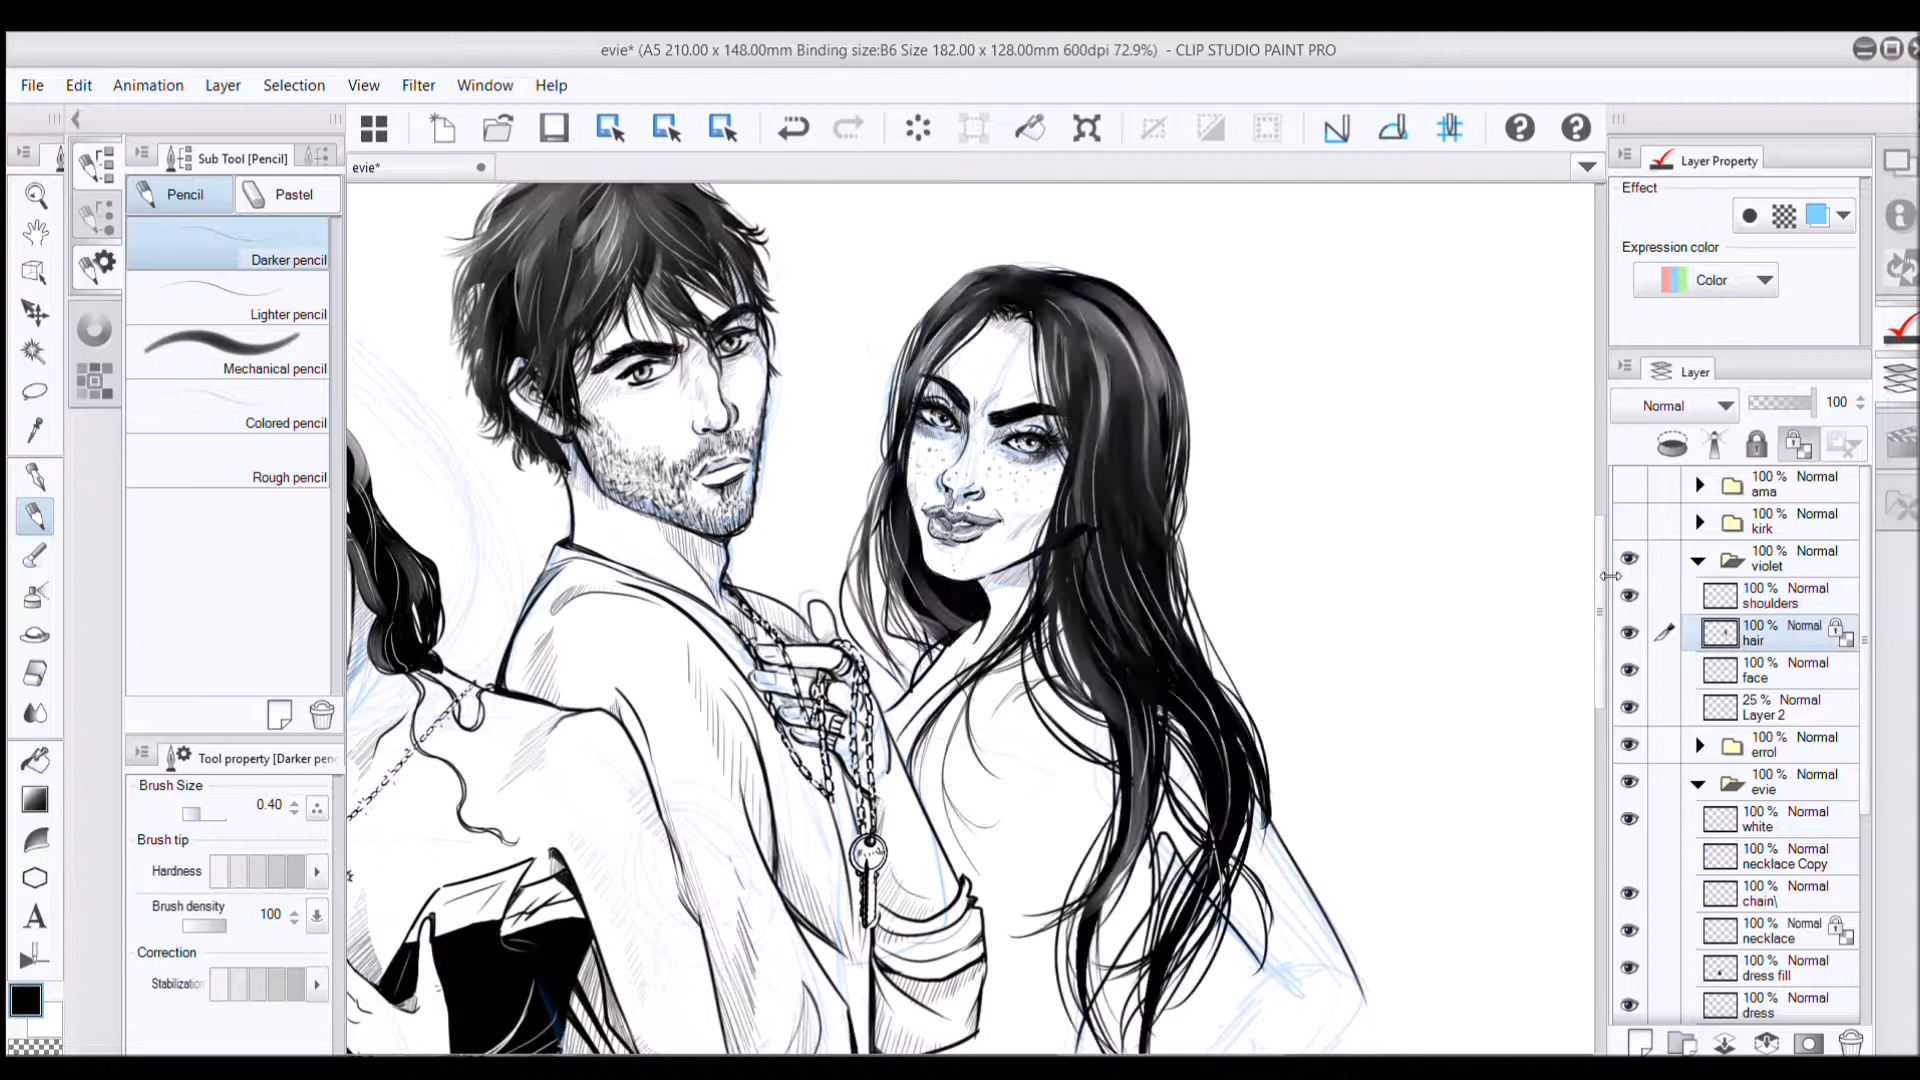 evie* (A5 210.00 x 148.00mm Binding size:B6 Size 182.00 x 128.00mm 600dpi 72.9%) - CLIP STUDIO PAINT PRO
File Edit Animation Layer Selection View Filter Window Help
Sub Tool [Pencil]
evie*
Layer Property
Pencil Pastel
Effect
Darker pencil
Expression color
Color
Lighter pencil
Mechanical pencil
Layer
Normal 100
Colored pencil
Rough pencil
100 % Normal
ama
100 % Normal
kirk
100 % Normal
violet
100 % Normal
shoulders
100 % Normal
hair
100 % Normal
face
25 % Normal
Layer 2
100 % Normal
errol
100 % Normal
evie
100 % Normal
white
100 % Normal
necklace Copy
100 % Normal
chain\
100 % Normal
necklace
100 % Normal
dress fill
100 % Normal
dress
Tool property [Darker pen
Brush Size
0.40
Brush tip
Hardness
Brush density 100
Correction
Stabilization
A